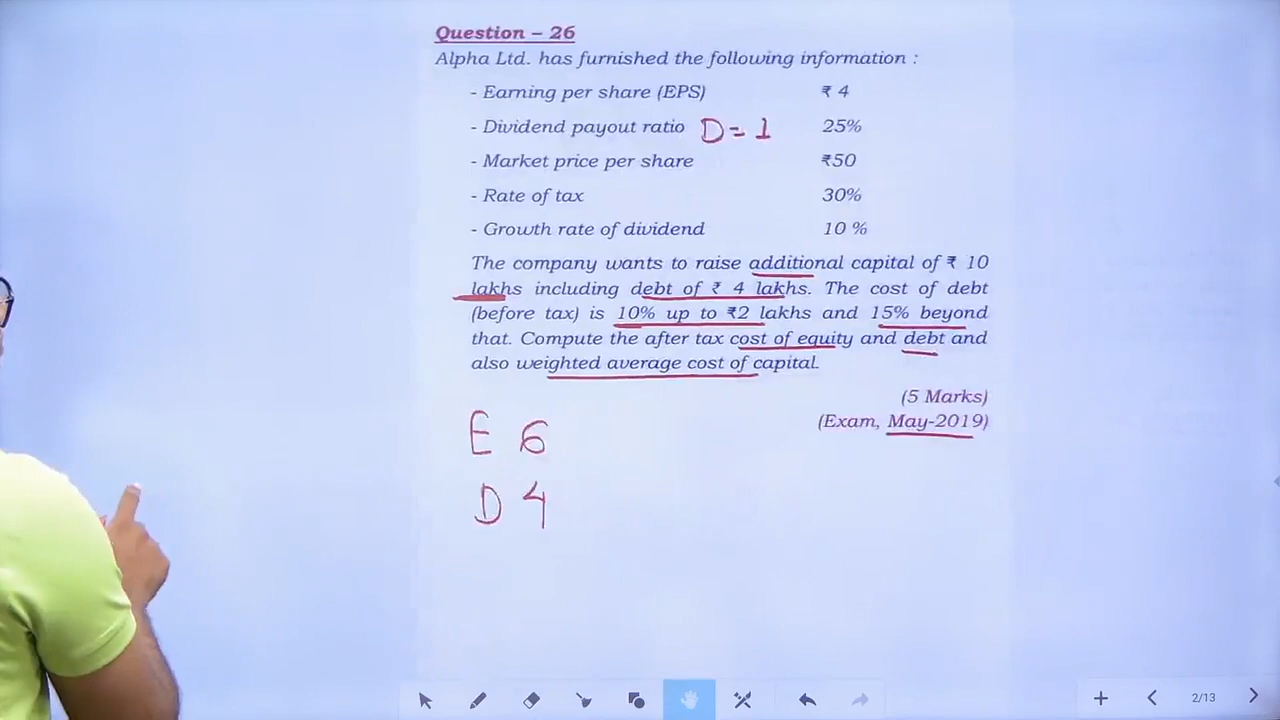 Question – 26
Alpha Ltd. has furnished the following information :
- Earning per share (EPS) ₹ 4
- Dividend payout ratio D = 1 25%
- Market price per share ₹50
- Rate of tax 30%
- Growth rate of dividend 10 %
The company wants to raise additional capital of ₹ 10
lakhs including debt of ₹ 4 lakhs. The cost of debt
(before tax) is 10% up to ₹2 lakhs and 15% beyond
that. Compute the after tax cost of equity and debt and
also weighted average cost of capital.
(5 Marks)
(Exam, May-2019)
E 6
D 4
2/13